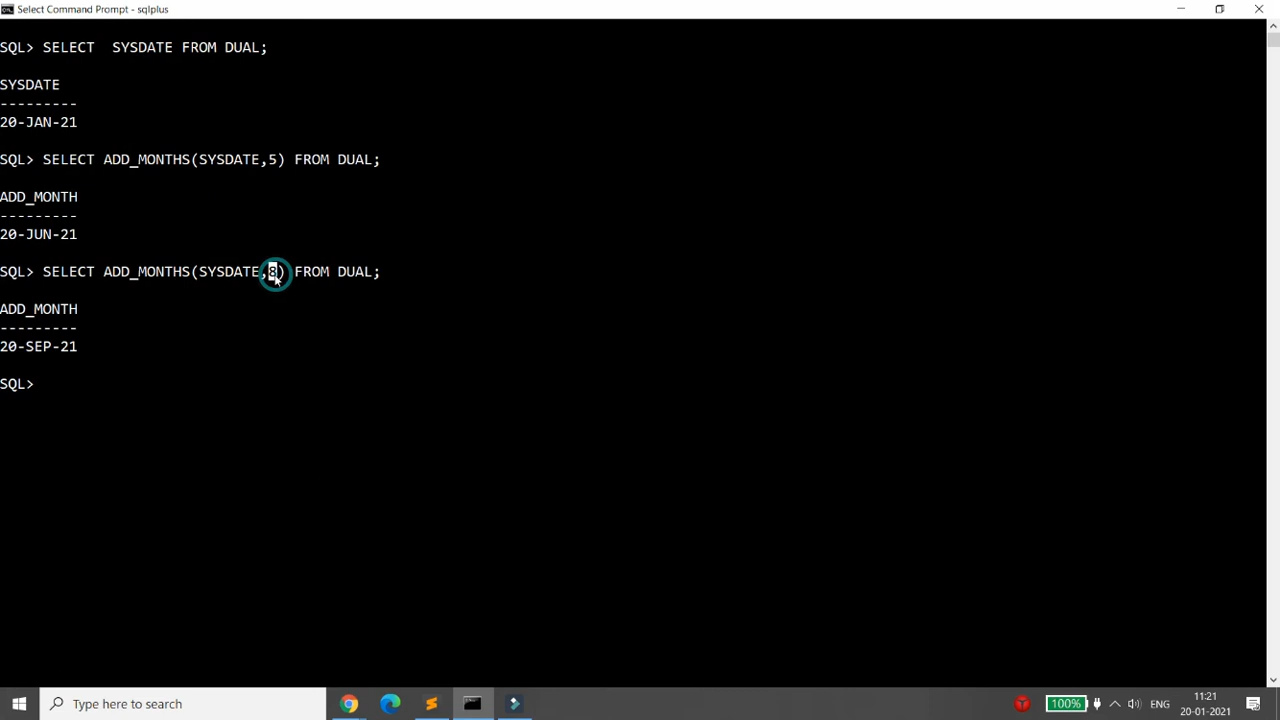 Select Command Prompt - sqlplus
SQL> SELECT  SYSDATE FROM DUAL;
SYSDATE
---------
20-JAN-21
SQL> SELECT ADD_MONTHS(SYSDATE,5) FROM DUAL;
ADD_MONTH
---------
20-JUN-21
SQL> SELECT ADD_MONTHS(SYSDATE,8) FROM DUAL;
ADD_MONTH
---------
20-SEP-21
SQL>
Type here to search
100%
ENG
11:21
20-01-2021